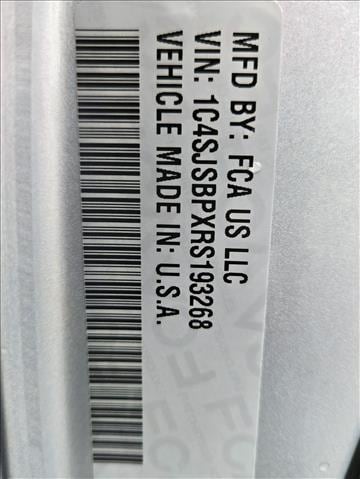 MFD BY: FCA US LLC
VIN: 1C4SJSBPXRS193268
VEHICLE MADE IN: U.S.A.